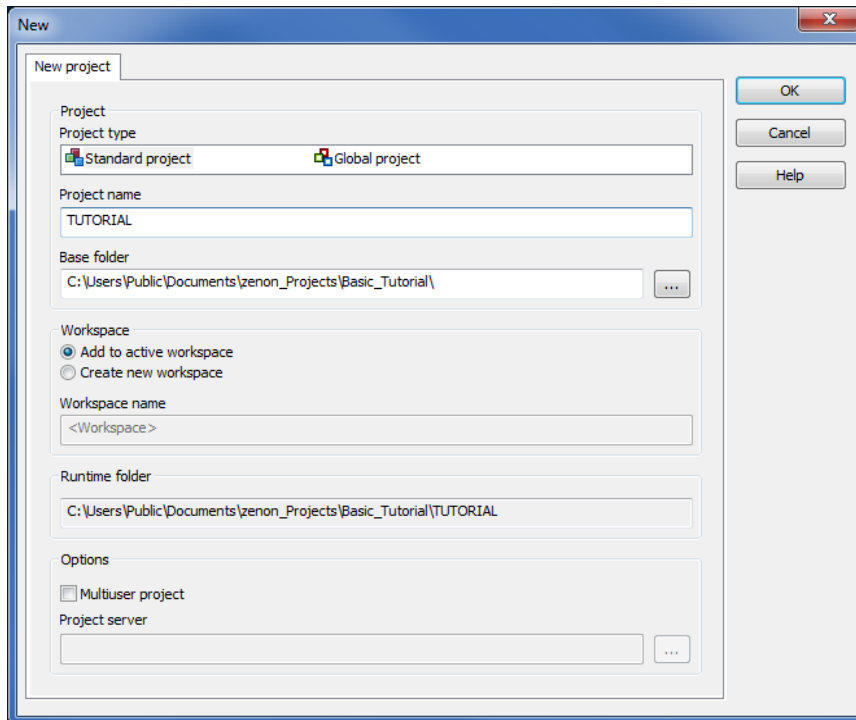 New
New project
Project
Project type
Standard project Global project
Project name
TUTORIAL
Base folder
C:\Users\Public\Documents\zenon_Projects\Basic_Tutorial\
...
Workspace
Add to active workspace
Create new workspace
Workspace name
<Workspace>
Runtime folder
C:\Users\Public\Documents\zenon_Projects\Basic_Tutorial\TUTORIAL
Options
Multiuser project
Project server
...
OK
Cancel
Help